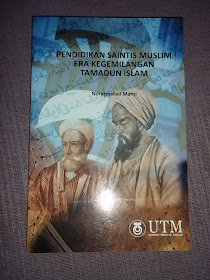 PENDIDIKAN SAINTIS MUSLIM
ERA KEGEMILANGAN
TAMADUN ISLAM
UTM